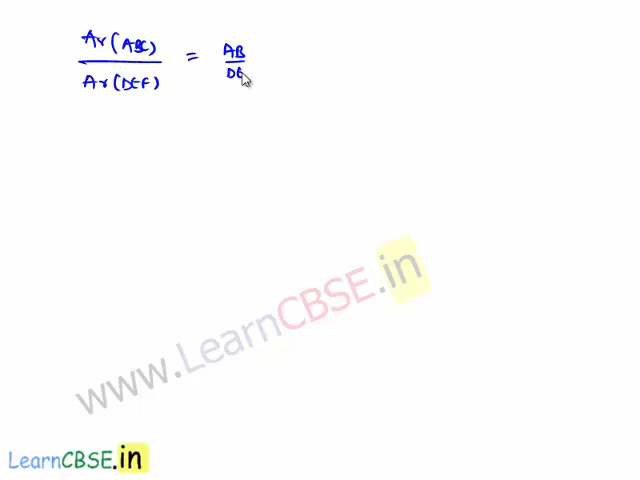 Ar(ABC)
Ar(DEF)
=
AB
DE
www.LearnCBSE.in
LearnCBSE.in